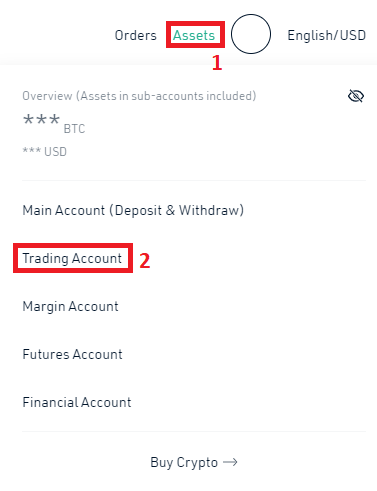 Orders Assets English/USD
1
Overview (Assets in sub-accounts included)
*** BTC
*** USD
Main Account (Deposit & Withdraw)
Trading Account 2
Margin Account
Futures Account
Financial Account
Buy Crypto →